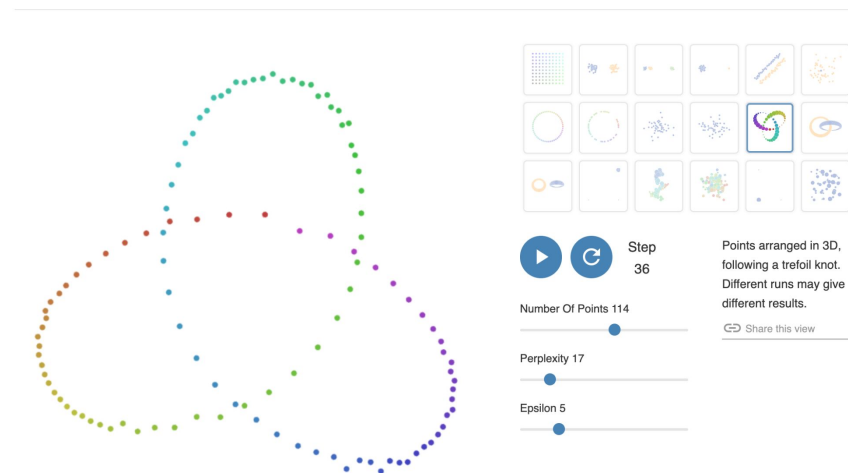 Step
36
Points arranged in 3D,
following a trefoil knot.
Different runs may give
different results.
Share this view
Number Of Points 114
Perplexity 17
Epsilon 5